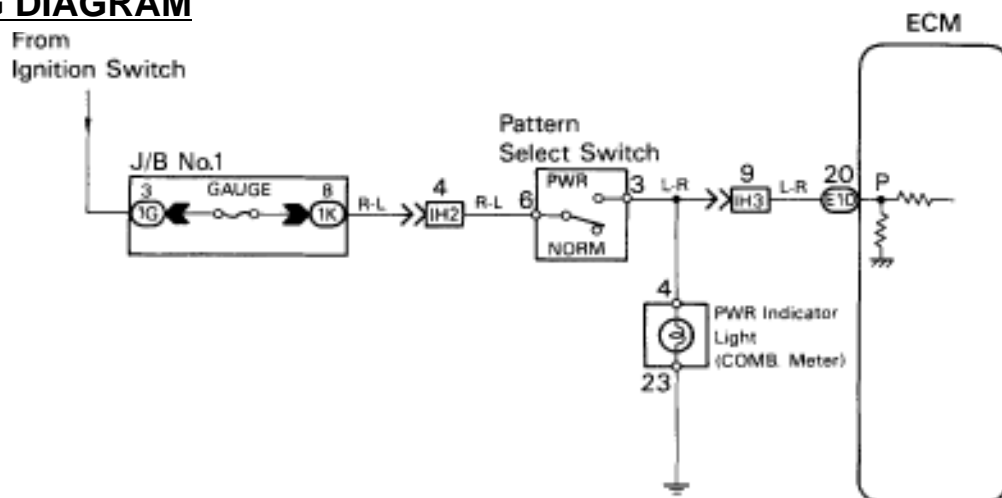 G DIAGRAM
From
Ignition Switch
ECM
J/B No.1
3
GAUGE
8
1G
1K
R-L
4
IH2
R-L
Pattern
Select Switch
6
PWR
NORM
3
L-R
9
IH3
L-R
20
E10
P
4
PWR Indicator
Light
(COMB. Meter)
23